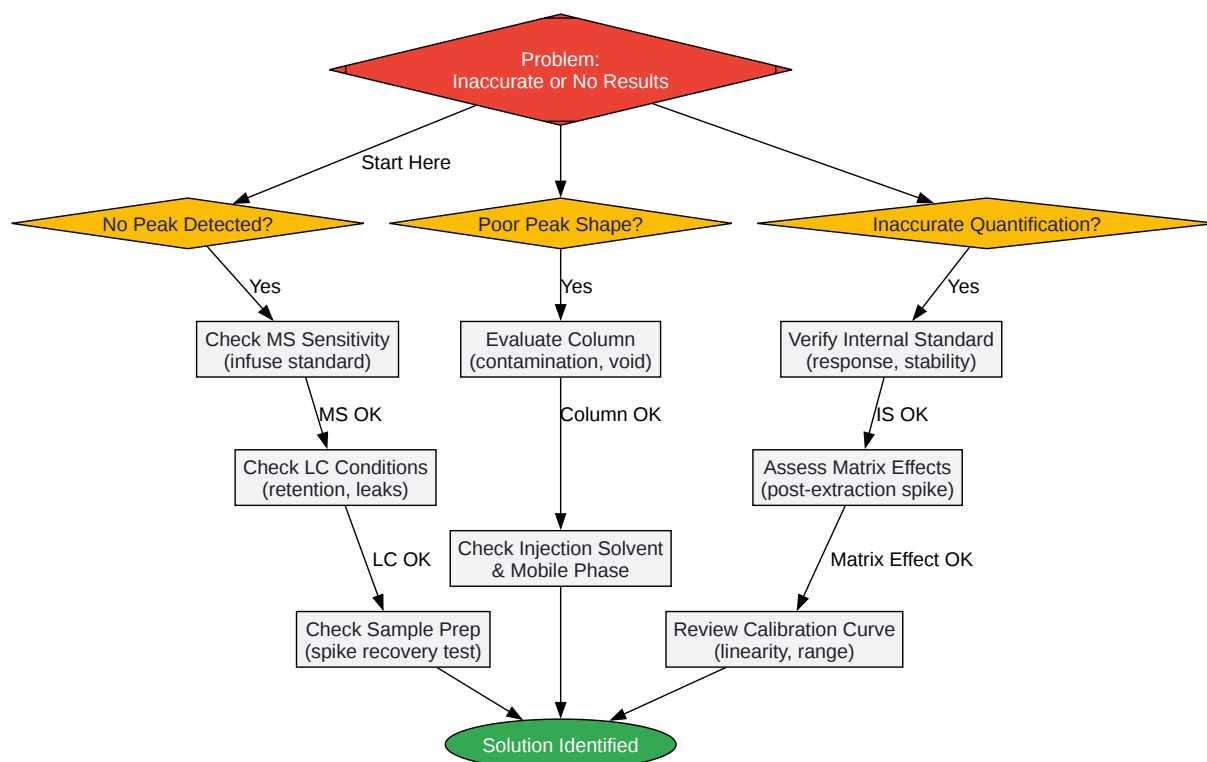 Problem:
Inaccurate or No Results
Start Here
No Peak Detected?
Poor Peak Shape?
Inaccurate Quantification?
Yes
Yes
Yes
Check MS Sensitivity
(infuse standard)
Evaluate Column
(contamination, void)
Verify Internal Standard
(response, stability)
MS OK
Column OK
IS OK
Check LC Conditions
(retention, leaks)
Assess Matrix Effects
(post-extraction spike)
LC OK
Check Injection Solvent
& Mobile Phase
Matrix Effect OK
Check Sample Prep
(spike recovery test)
Review Calibration Curve
(linearity, range)
Solution Identified